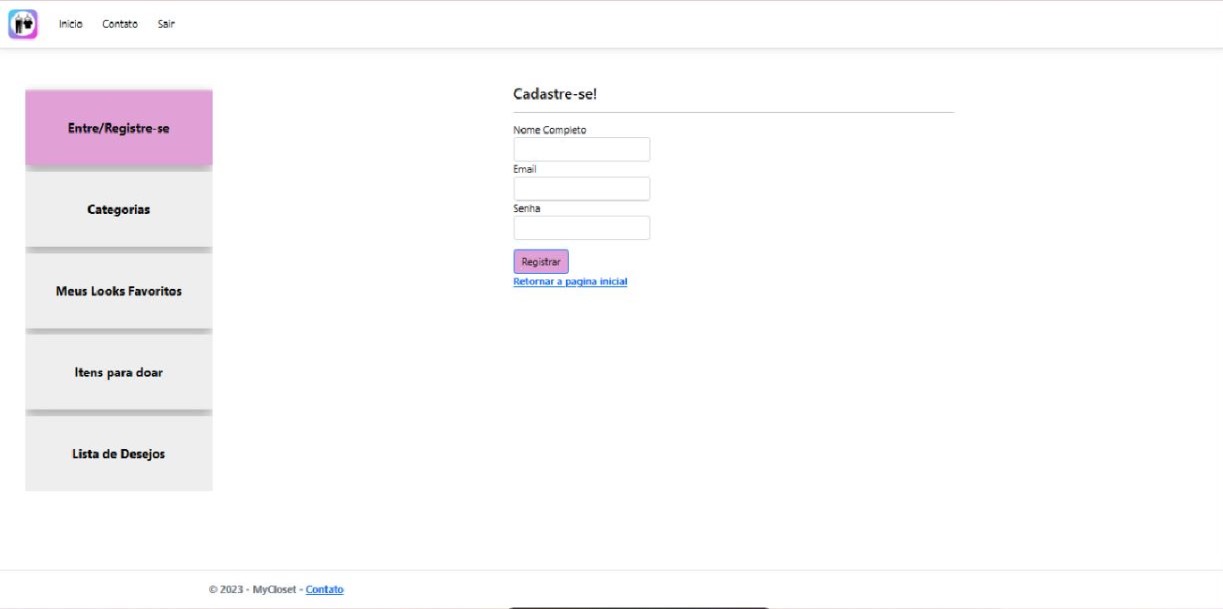 Inicio Contato Sair
Entre/Registre-se
Categorias
Meus Looks Favoritos
Itens para doar
Lista de Desejos
Cadastre-se!
Nome Completo
Email
Senha
Registrar
Retornar a pagina inicial
© 2023 - MyCloset - Contato